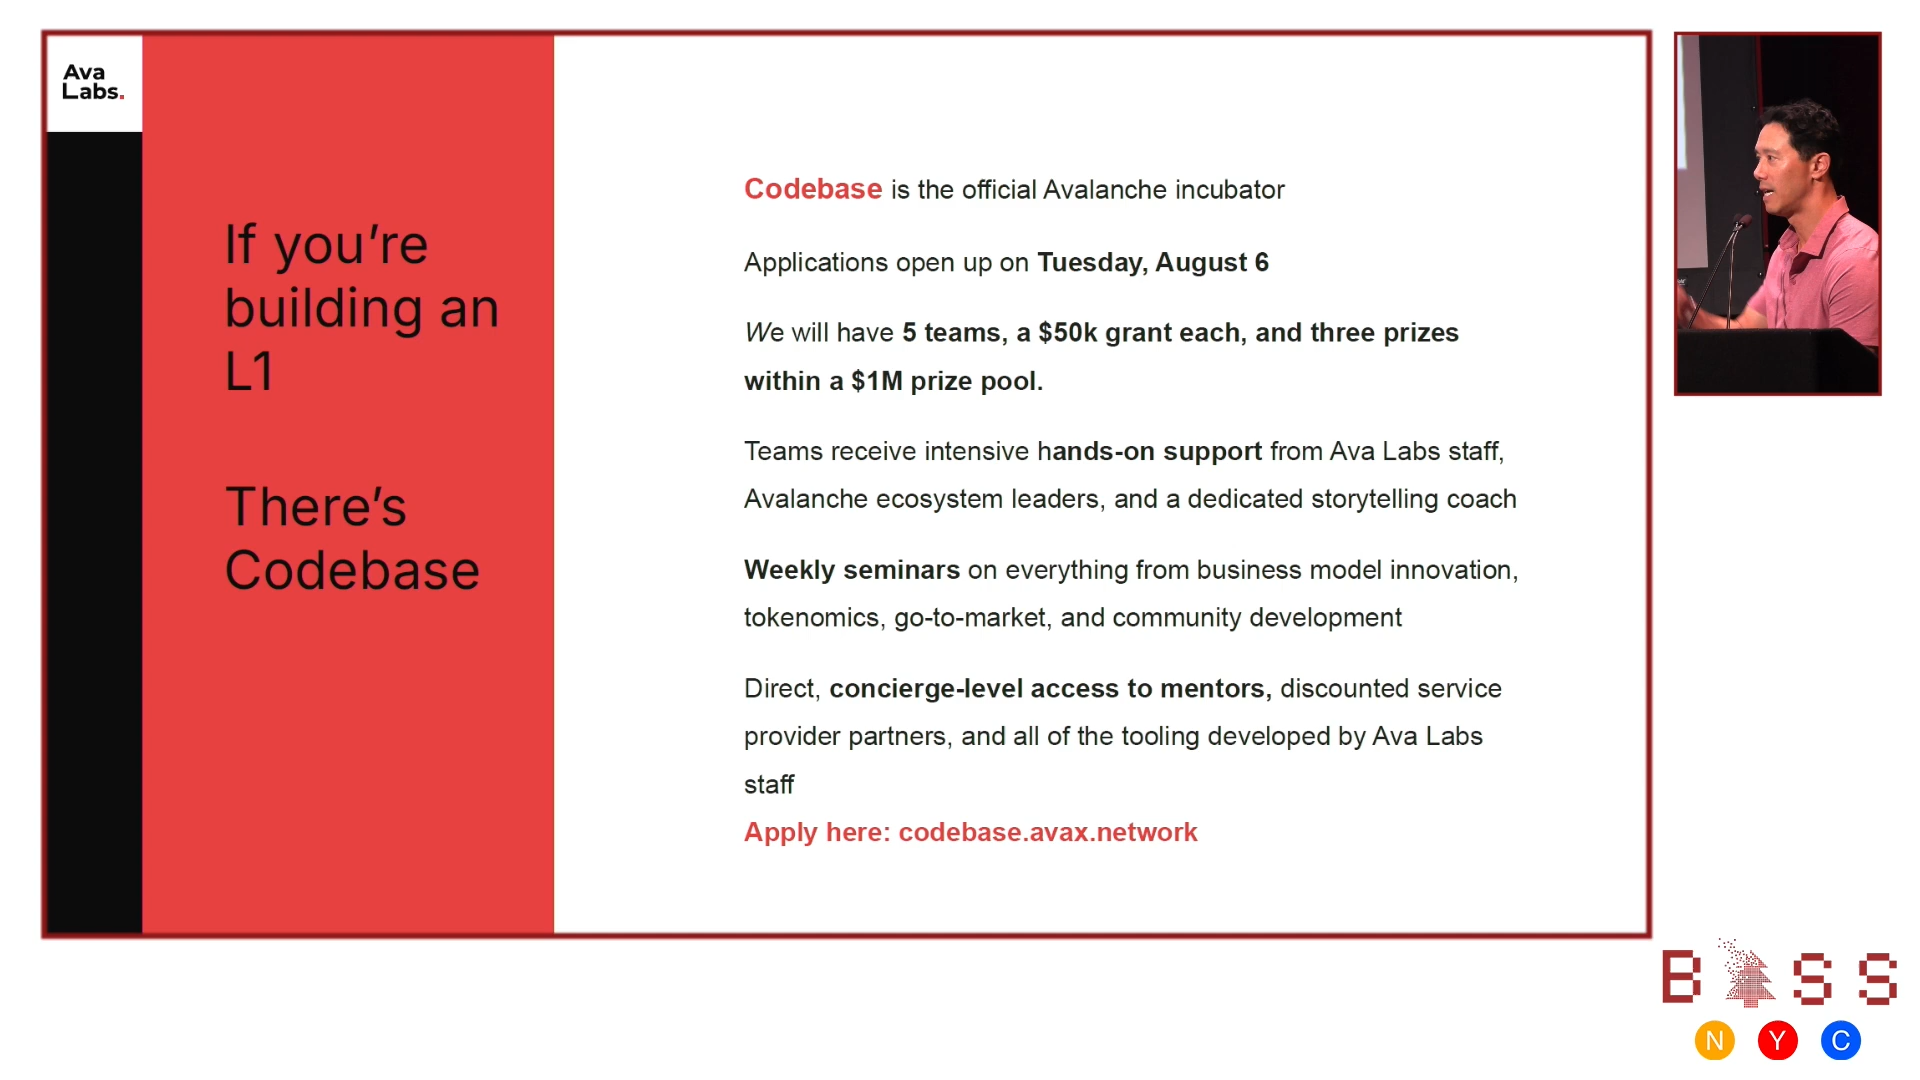 Ava
Labs.
If you’re
building an
L1
There’s
Codebase
Codebase is the official Avalanche incubator
Applications open up on Tuesday, August 6
We will have 5 teams, a $50k grant each, and three prizes
within a $1M prize pool.
Teams receive intensive hands-on support from Ava Labs staff,
Avalanche ecosystem leaders, and a dedicated storytelling coach
Weekly seminars on everything from business model innovation,
tokenomics, go-to-market, and community development
Direct, concierge-level access to mentors, discounted service
provider partners, and all of the tooling developed by Ava Labs
staff
Apply here: codebase.avax.network
B SS
N Y C